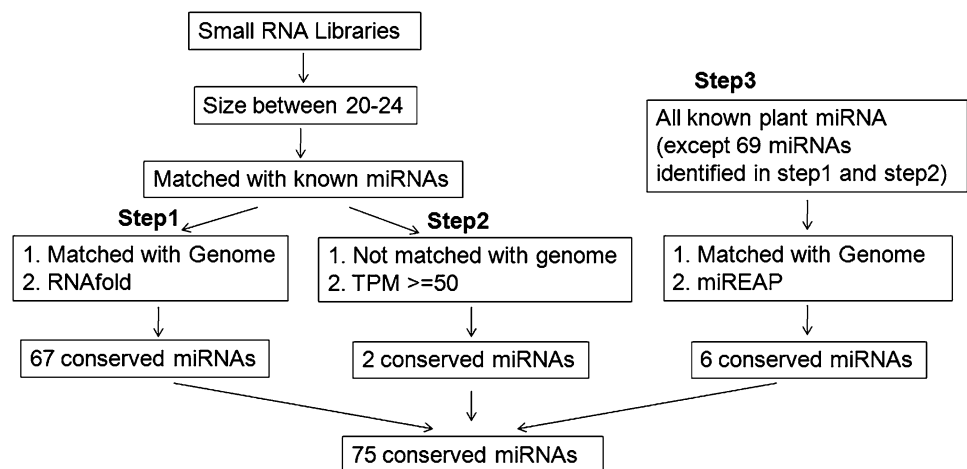 Small RNA Libraries
Size between 20-24
Matched with known miRNAs
Step1
1. Matched with Genome
2. RNAfold
67 conserved miRNAs
Step2
1. Not matched with genome
2. TPM >=50
2 conserved miRNAs
Step3
All known plant miRNA
(except 69 miRNAs
identified in step1 and step2)
1. Matched with Genome
2. miREAP
6 conserved miRNAs
75 conserved miRNAs